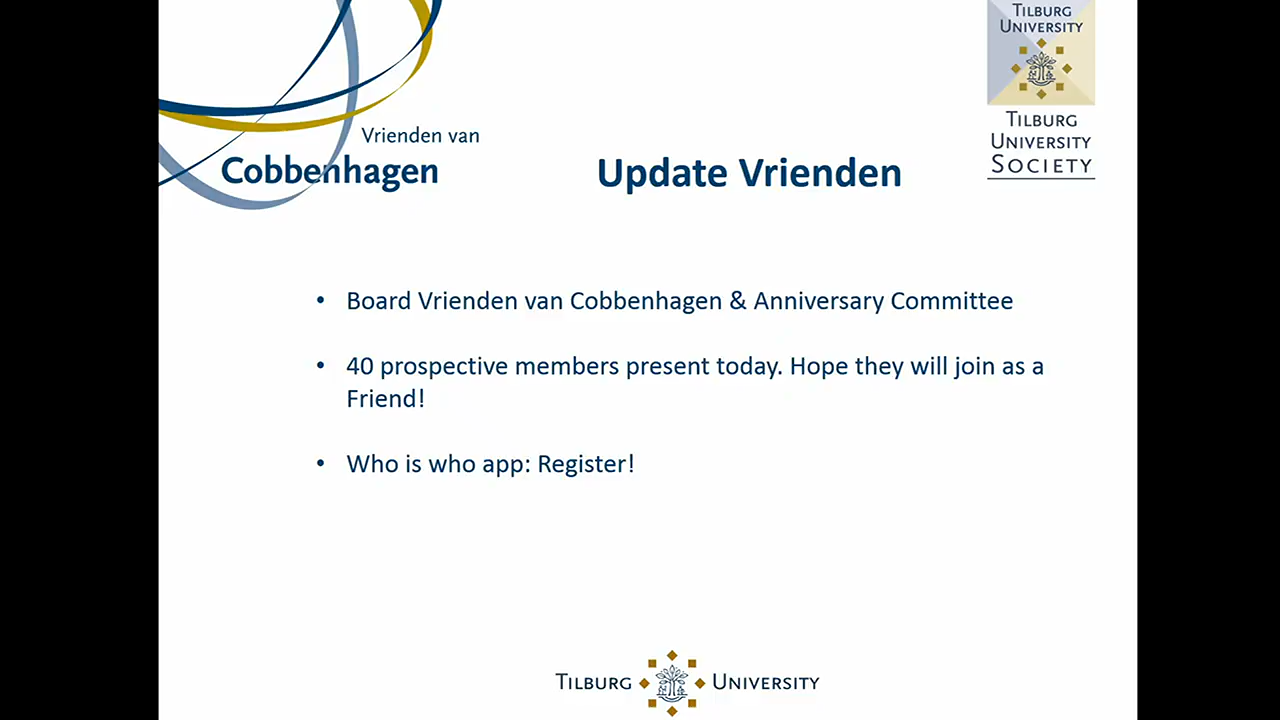 Vrienden van
Cobbenhagen
Update Vrienden
TILBURG
UNIVERSITY
TILBURG
UNIVERSITY
SOCIETY
• Board Vrienden van Cobbenhagen & Anniversary Committee
• 40 prospective members present today. Hope they will join as a
Friend!
• Who is who app: Register!
TILBURG UNIVERSITY